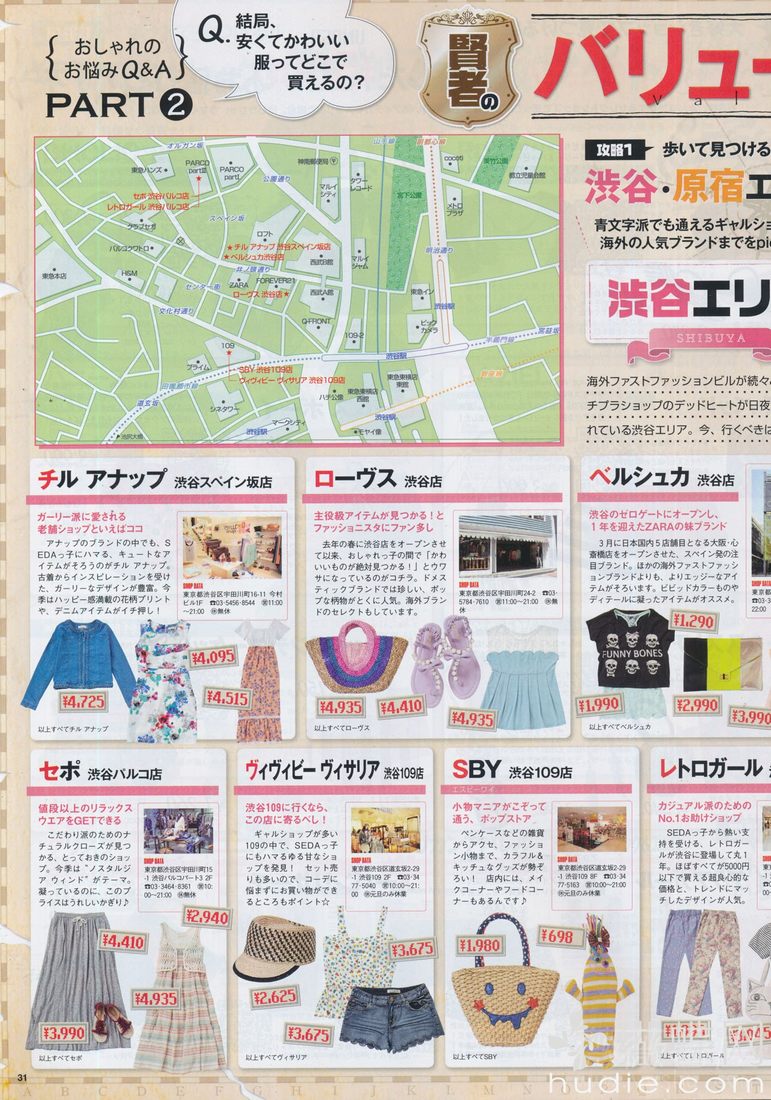 おしゃれの
お悩みQ&A
PART❷
Q. 結局、
安くてかわいい
服ってどこで
買えるの?
賢者の
バリュー
Val
攻略1
歩いて見つける
渋谷・原宿エ
青文字派でも通えるギャルショ
海外の人気ブランドまでをpic
渋谷エリ
SHIBUYA
海外ファストファッションビルが続々
チブラショップのデッドヒートが日夜
れている渋谷エリア。今、行くべきは
オルガン坂
東急ハンズ
PARCO
partⅢ
PARCO
partⅠ
神南郵便局
セポ 渋谷パルコ店
レトロガール 渋谷パルコ店
公園通り
マルイ
シティ
タワー
レコード
山手線
宮下公園
cocoti
美竹公園
都立児童会館
メトロ
プラザ
クラブセガ
スペイン坂
パルコクワトロ
ロフト
★チル アナップ 渋谷スペイン坂店
★ベルシュカ渋谷店
井ノ頭通り
西武B館
マルイ
ジャム
明治通り
東急本店
H&M
センター街
ZARA
FOREVER21
ローヴス 渋谷店★
西武A館
東急イン
文化村通り
Q-FRONT
ビック
カメラ
渋谷駅
109
109-2
半蔵門線
宮益坂
プライム
SBY 渋谷109店
ヴィヴィビー ヴィサリア 渋谷109店
渋谷駅
田園都市線
道玄坂
シネタワー
ハチ公像
東急東横店
西館
東急東横店
東館
銀座線
マークシティ
渋谷駅
モヤイ像
渋谷駅
チル アナップ 渋谷スペイン坂店
ガーリー派に愛される
老舗ショップといえばココ
アナップのブランドの中でも、S
EDAっ子にハマる、キュートなア
イテムがそろうのがチル アナップ。
古着からインスピレーションを受け
た、ガーリーなデザインが豊富。今
季はハッピー感満載の花柄プリント
や、デニムアイテムがイチ押し!
SHOP DATA
東京都渋谷区宇田川町16-11 今村
ビル1F ☎03-5456-8544 営11:00
〜21:00 休無休
¥4,725
¥4,095
¥4,515
以上すべてチル アナップ
ローヴス 渋谷店
主役級アイテムが見つかる!と
ファッショニスタにファン多し
去年の春に渋谷店をオープンさせ
て以来、おしゃれっ子の間で「かわ
いいものが絶対見つかる!」とウワ
サになっているのがコチラ。ドメス
ティックブランドでは珍しい、ポッ
プな柄物がとくに人気。海外ブラン
ドのセレクトもしています。
SHOP DATA
東京都渋谷区宇田川町24-2 ☎03-
5784-7610 営11:00〜21:00 休無
休
¥4,935
¥4,410
¥4,935
以上すべてローヴス
ベルシュカ 渋谷店
渋谷のゼロゲートにオープンし、
1年を迎えたZARAの妹ブランド
3月に日本国内5店舗目となる大阪・心
斎橋店をオープンさせた、スペイン発の注
目ブランド。ほかの海外ファストファッシ
ョンブランドよりも、よりエッジーなアイ
テムがそろいます。ビビッドカラーものや
ディテールに凝ったアイテムがオススメ。
SHOP DATA
FUNNY BONES
¥1,290
¥1,990
¥2,990
¥3,990
以上すべてベルシュカ
セポ 渋谷パルコ店
値段以上のリラックス
ウエアをGETできる
こだわり派のためのナ
チュラルクローズが見つ
かる、とっておきのショッ
プ。今季は"ノスタルジ
ア ウィンド"がテーマ。
凝っているのに、このプ
ライスはうれしいかぎり♪
SHOP DATA
東京都渋谷区宇田川町15
-1 渋谷パルコパート3 2F
☎03-3464-8361 営10:
00〜21:00 休無休
¥2,940
¥4,410
¥4,935
¥3,990
以上すべてセポ
ヴィヴィビー ヴィサリア 渋谷109店
渋谷109に行くなら、
この店に寄るべし!
ギャルショップが多い
109の中で、SEDAっ子
にもハマるゆる甘なショ
ップを発見! セット売
りも多いので、コーデに
悩まずにお買い物ができ
るところもポイント☆
SHOP DATA
東京都渋谷区道玄坂2-29
-1 渋谷109 2F ☎03-34
77-5040 営10:00〜21:
00 休元旦のみ休業
¥3,675
¥2,625
¥3,675
以上すべてヴィサリア
SBY 渋谷109店
エスビーワイ
小物マニアがこぞって
通う、ポップストア
ペンケースなどの雑貨
からアクセ、ファッショ
ン小物まで、カラフル&
キッチュなグッズが勢ぞ
ろい! 店内には、メイ
クコーナーやフードコー
ナーもあるんです♪
SHOP DATA
東京都渋谷区道玄坂2-29
-1 渋谷109 8F ☎03-34
77-5163 営10:00〜21:00
休元旦のみ休業
¥1,980
¥698
以上すべてSBY
レトロガール
カジュアル派のための
No.1お助けショップ
SEDAっ子から熱い支
持を受ける、レトロガー
ルが渋谷に登場して丸1
年。ほぼすべてが5000円
以下で買える超良心的な
価格と、トレンドにマッ
チしたデザインが人気。
以上すべてレトロガール
31
hudie.com